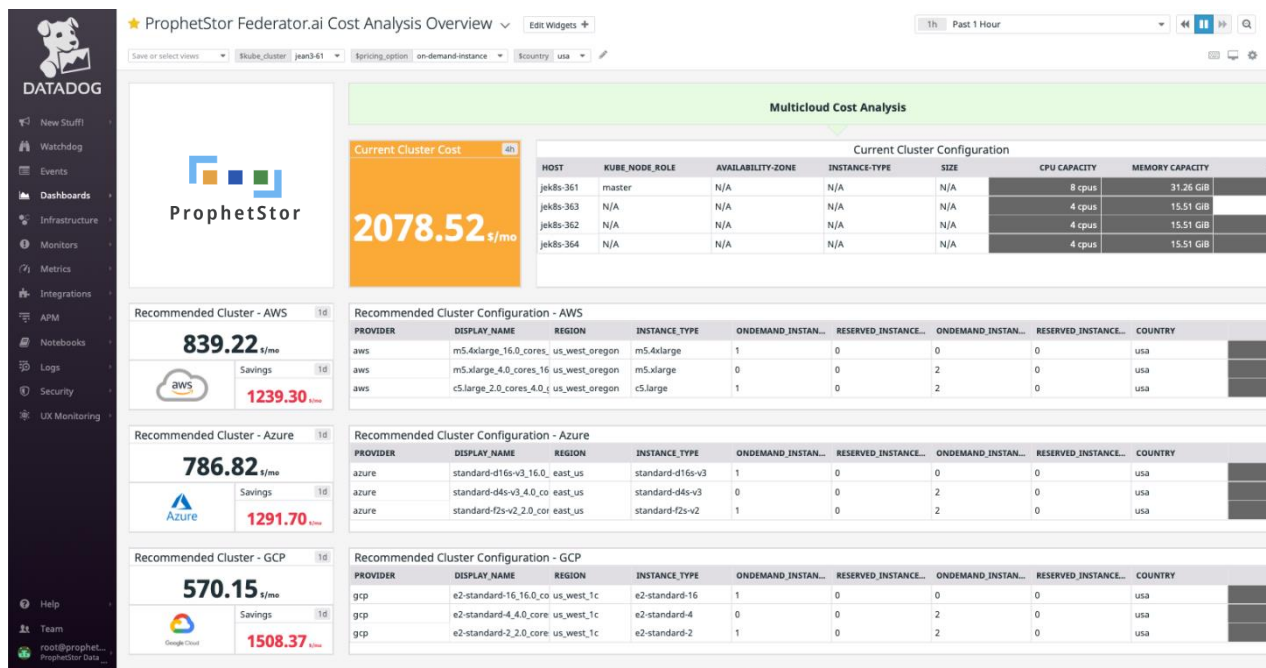 ProphetStor Federator.ai Cost Analysis Overview
Edit Widgets +
1h Past 1 Hour
Save or select views
$kube_cluster jean3-61
$pricing_option on-demand-instance
$country usa
DATADOG
New Stuff!
Watchdog
Events
Dashboards
Infrastructure
Monitors
Metrics
Integrations
APM
Notebooks
Logs
Security
UX Monitoring
Help
Team
root@prophet...
ProphetStor Data ...
ProphetStor
Multicloud Cost Analysis
Current Cluster Cost 4h
2078.52 $/mo
Current Cluster Configuration
HOST KUBE_NODE_ROLE AVAILABILITY-ZONE INSTANCE-TYPE SIZE CPU CAPACITY MEMORY CAPACITY
jek8s-361 master N/A N/A N/A 8 cpus 31.26 GiB
jek8s-363 N/A N/A N/A N/A 4 cpus 15.51 GiB
jek8s-362 N/A N/A N/A N/A 4 cpus 15.51 GiB
jek8s-364 N/A N/A N/A N/A 4 cpus 15.51 GiB
Recommended Cluster - AWS 1d
839.22 $/mo
aws
Savings 1d
1239.30 $/mo
Recommended Cluster Configuration - AWS
PROVIDER DISPLAY_NAME REGION INSTANCE_TYPE ONDEMAND_INSTAN... RESERVED_INSTANCE... ONDEMAND_INSTAN... RESERVED_INSTANCE... COUNTRY
aws m5.4xlarge_16.0_cores_ us_west_oregon m5.4xlarge 1 0 0 0 usa
aws m5.xlarge_4.0_cores_16 us_west_oregon m5.xlarge 0 0 2 0 usa
aws c5.large_2.0_cores_4.0_g us_west_oregon c5.large 1 0 2 0 usa
Recommended Cluster - Azure 1d
786.82 $/mo
Azure
Savings 1d
1291.70 $/mo
Recommended Cluster Configuration - Azure
PROVIDER DISPLAY_NAME REGION INSTANCE_TYPE ONDEMAND_INSTAN... RESERVED_INSTANCE... ONDEMAND_INSTAN... RESERVED_INSTANCE... COUNTRY
azure standard-d16s-v3_16.0_ east_us standard-d16s-v3 1 0 0 0 usa
azure standard-d4s-v3_4.0_co east_us standard-d4s-v3 0 0 2 0 usa
azure standard-f2s-v2_2.0_cor east_us standard-f2s-v2 1 0 2 0 usa
Recommended Cluster - GCP 1d
570.15 $/mo
Google Cloud
Savings 1d
1508.37 $/mo
Recommended Cluster Configuration - GCP
PROVIDER DISPLAY_NAME REGION INSTANCE_TYPE ONDEMAND_INSTAN... RESERVED_INSTANCE... ONDEMAND_INSTAN... RESERVED_INSTANCE... COUNTRY
gcp e2-standard-16_16.0_co us_west_1c e2-standard-16 1 0 0 0 usa
gcp e2-standard-4_4.0_core us_west_1c e2-standard-4 0 0 2 0 usa
gcp e2-standard-2_2.0_core us_west_1c e2-standard-2 1 0 2 0 usa